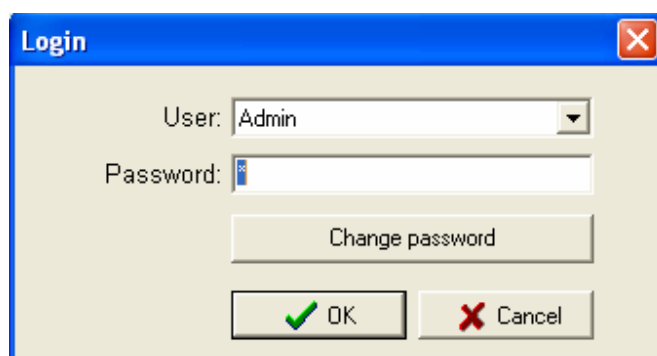 Login
User: Admin
Password: *
Change password
OK Cancel